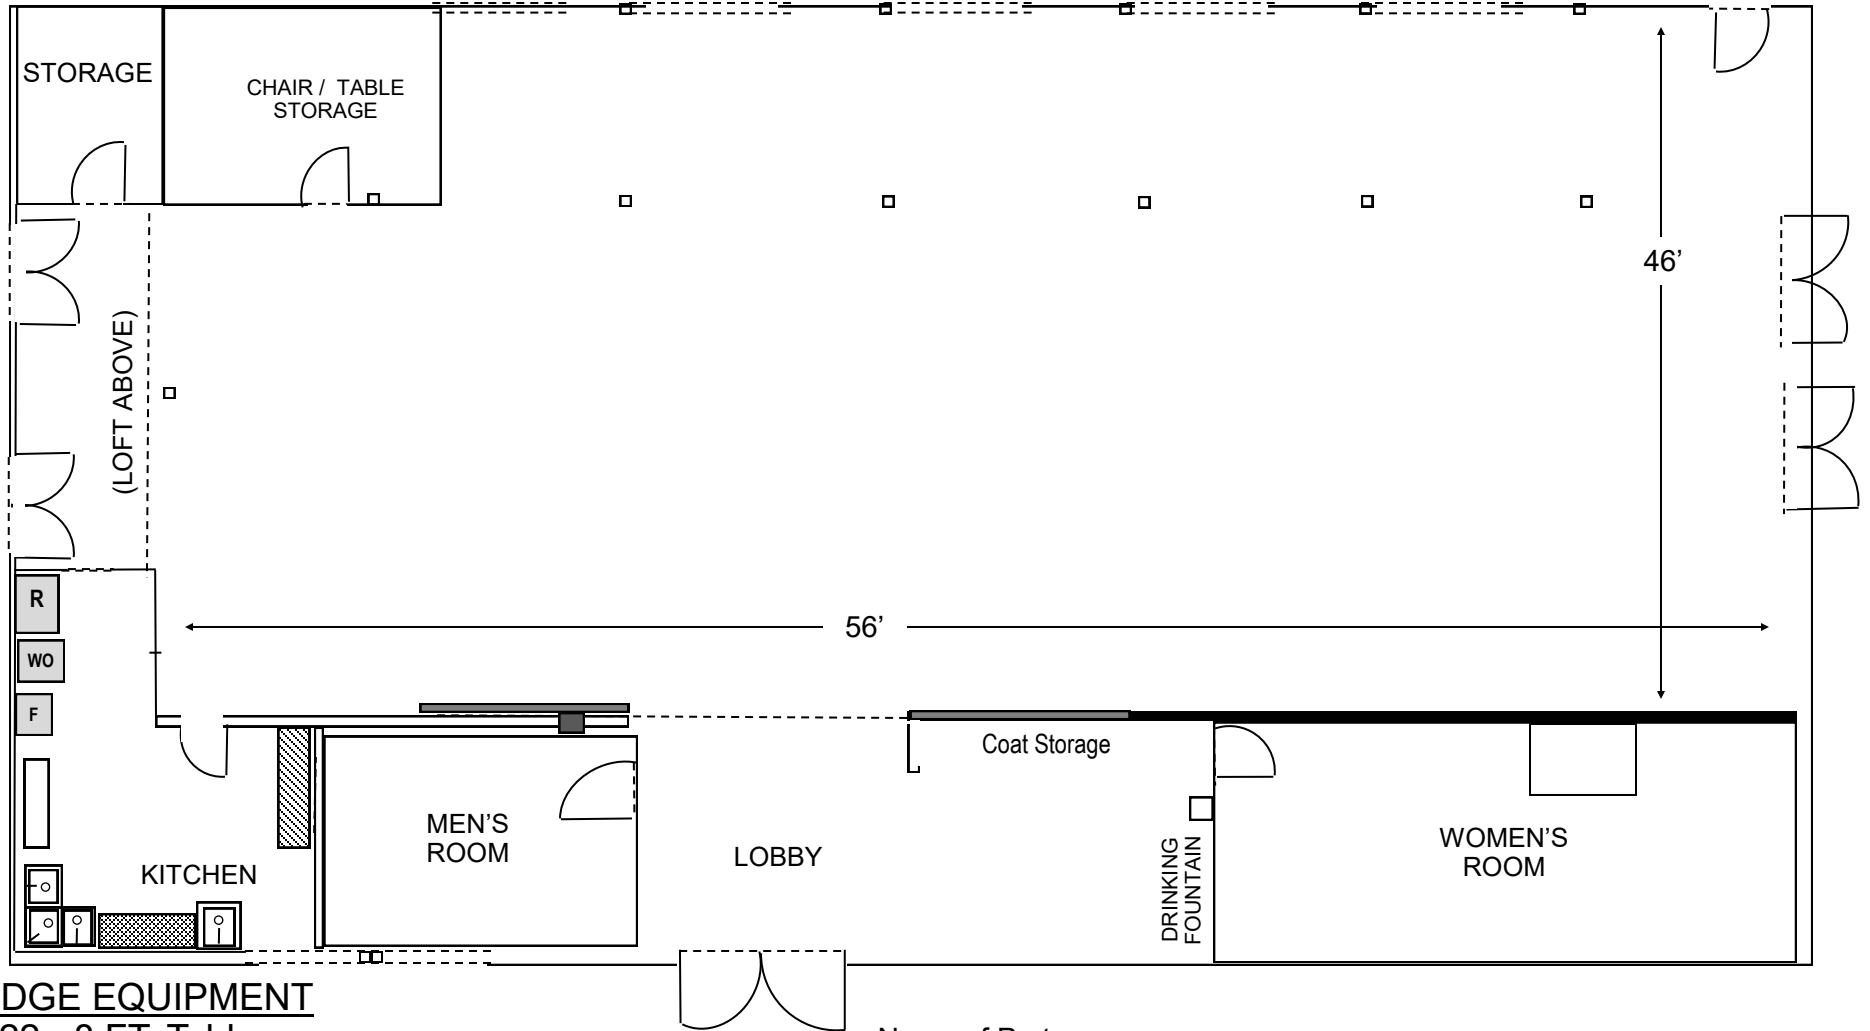 STORAGE
CHAIR / TABLE
STORAGE
46’
(LOFT ABOVE)
R
WO
F
56’
Coat Storage
MEN’S
ROOM
LOBBY
DRINKING
FOUNTAIN
WOMEN’S
ROOM
KITCHEN
DGE EQUIPMENT